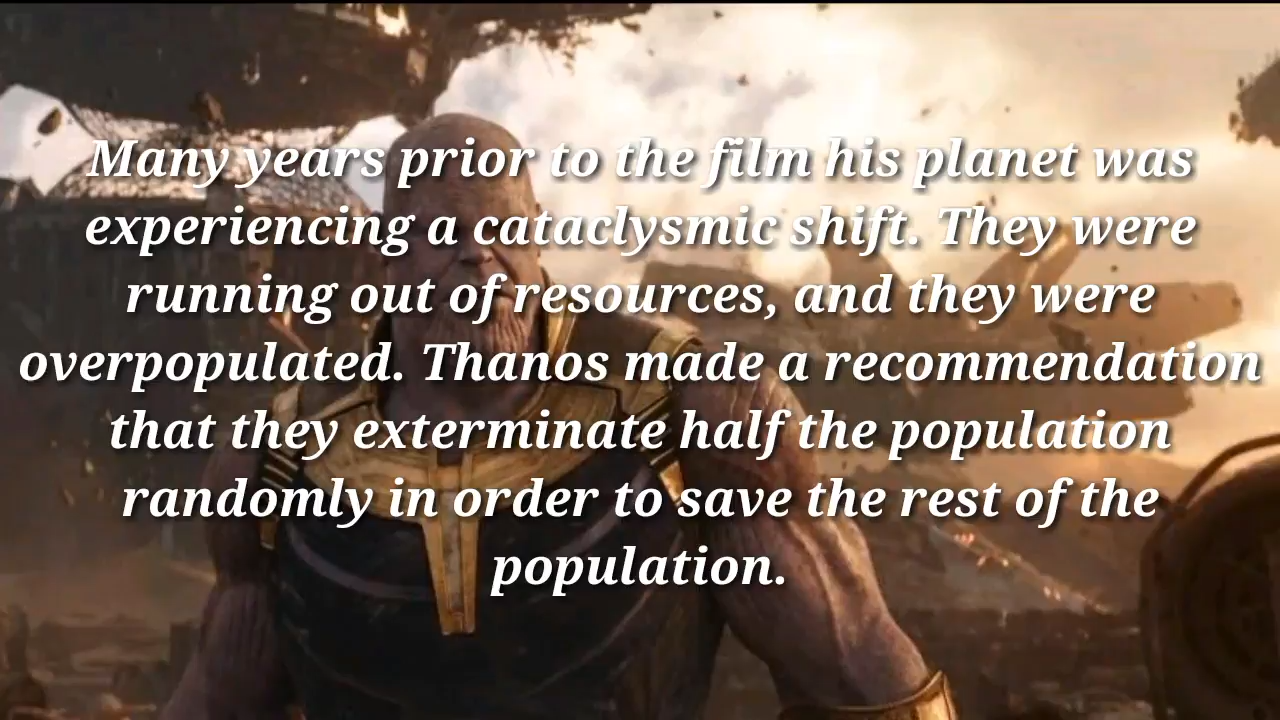 Many years prior to the film his planet was
experiencing a cataclysmic shift. They were
running out of resources, and they were
overpopulated. Thanos made a recommendation
that they exterminate half the population
randomly in order to save the rest of the
population.